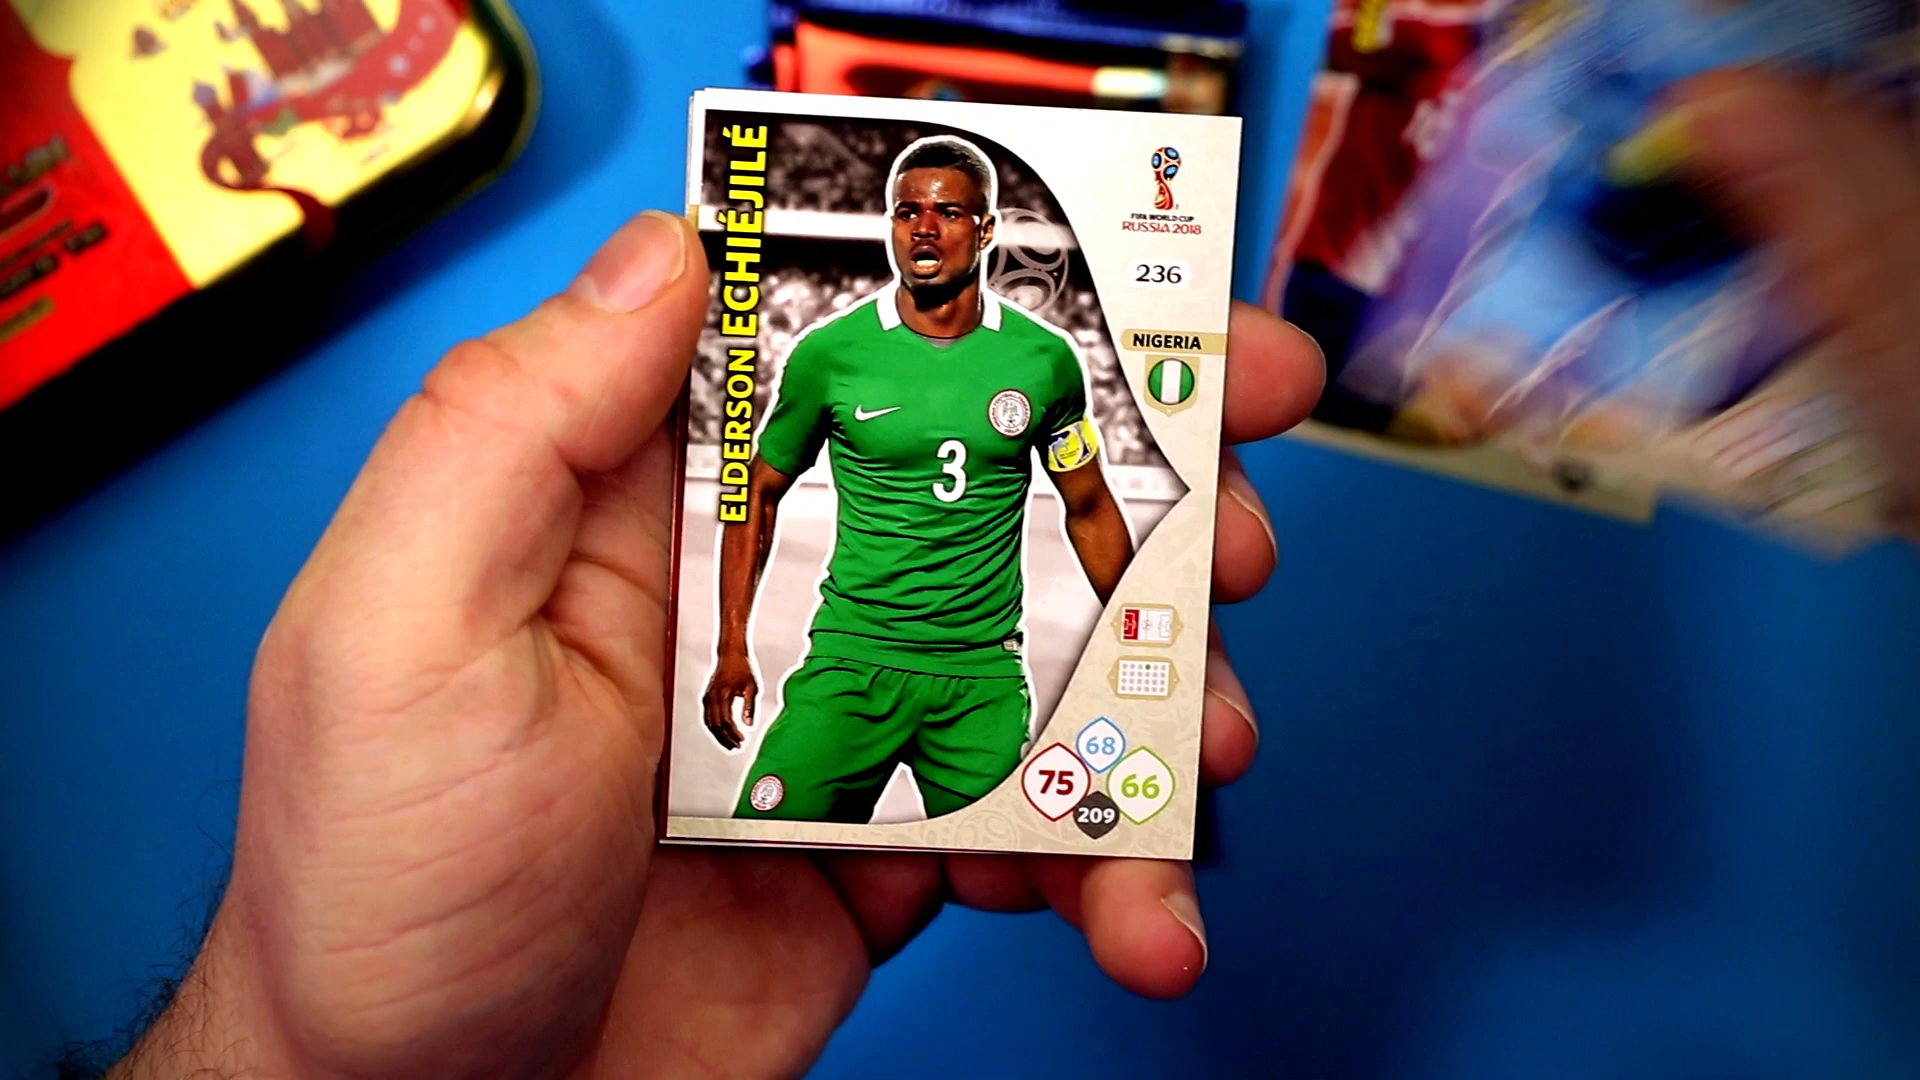 ELDERSON ECHIÉJILÉ
FIFA WORLD CUP
RUSSIA 2018
236
NIGERIA
3
68
75
66
209